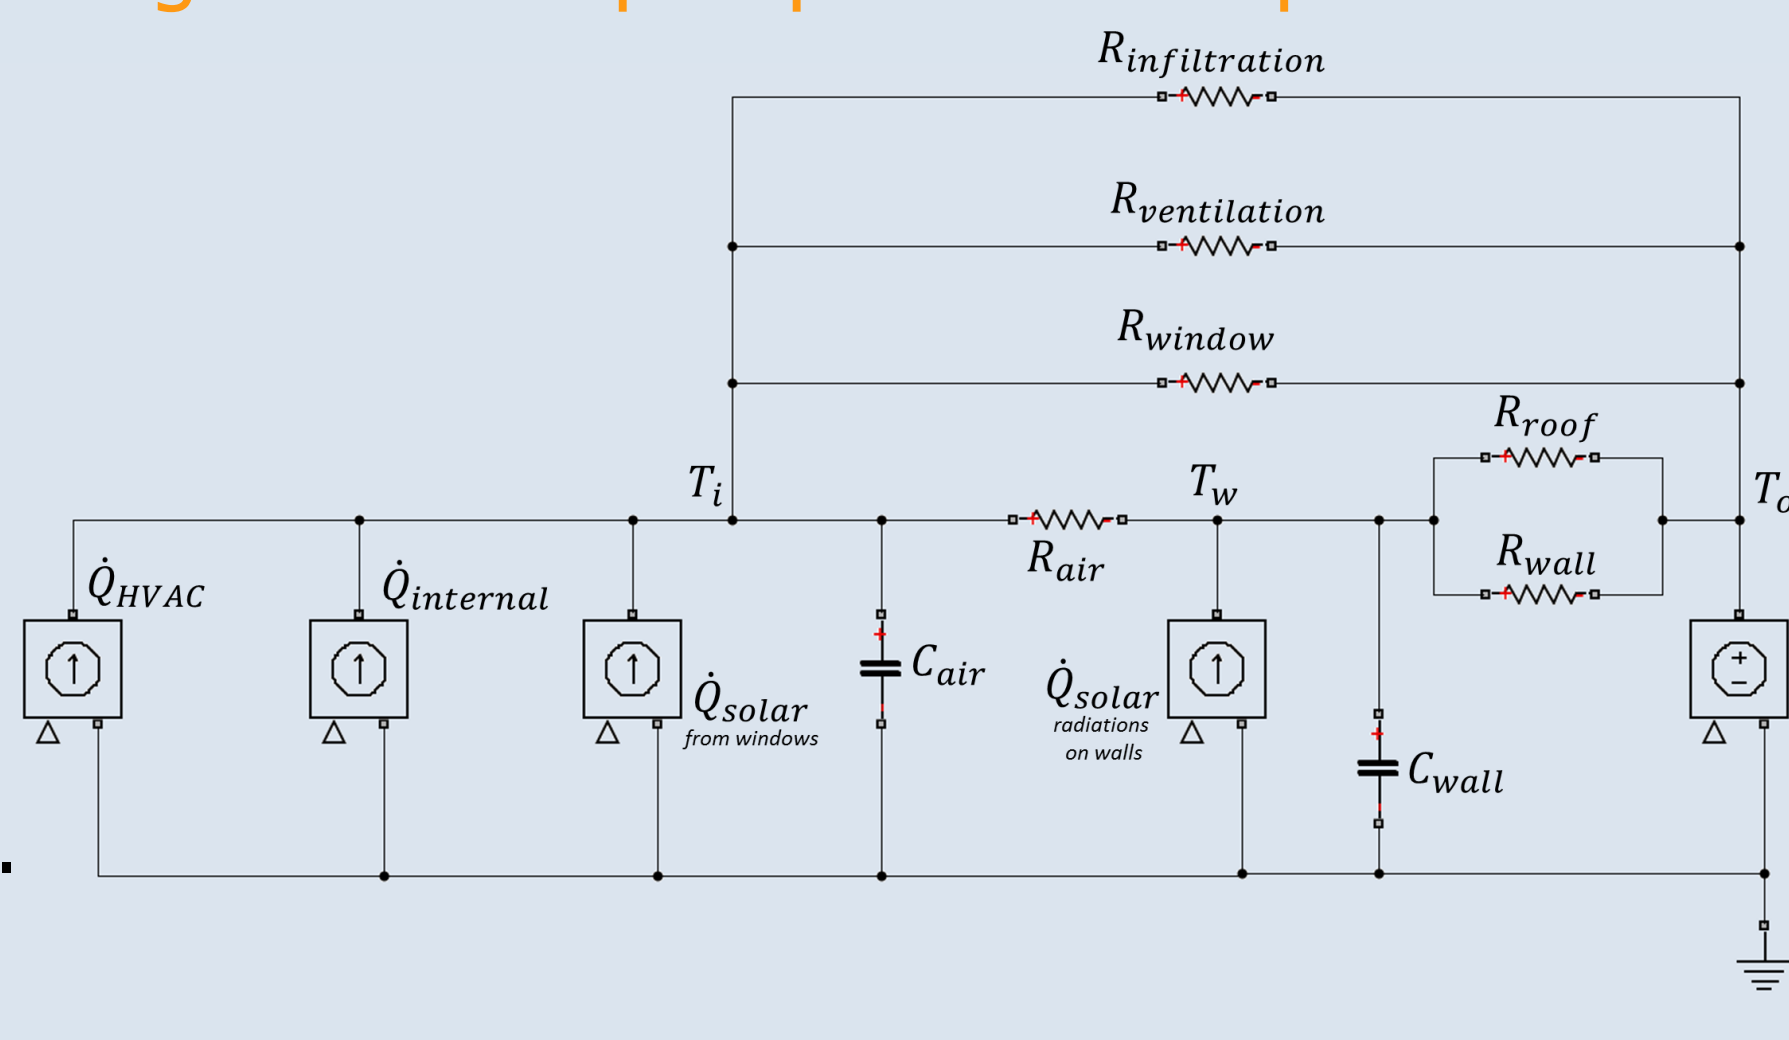 R_infiltration
R_ventilation
R_window
R_roof
T_i
T_w
T_o
R_air
R_wall
Q̇_HVAC
Q̇_internal
Q̇_solar
from windows
C_air
Q̇_solar
radiations
on walls
C_wall